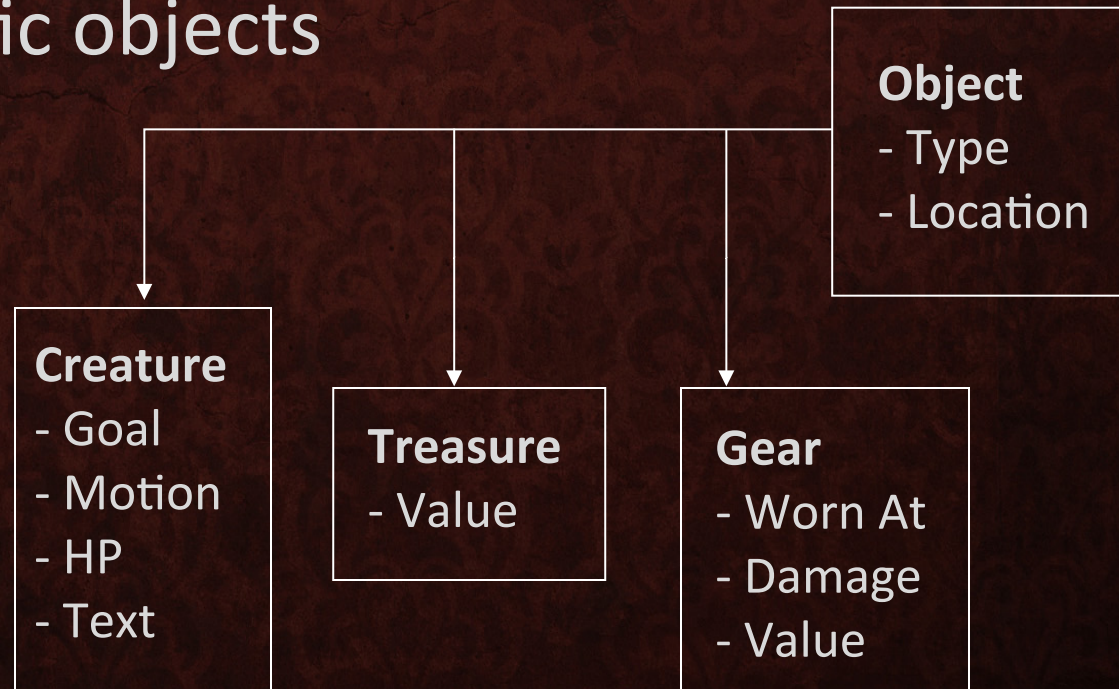 ic objects
Object
- Type
- Location
Creature
- Goal
- Motion
- HP
- Text
Treasure
- Value
Gear
- Worn At
- Damage
- Value